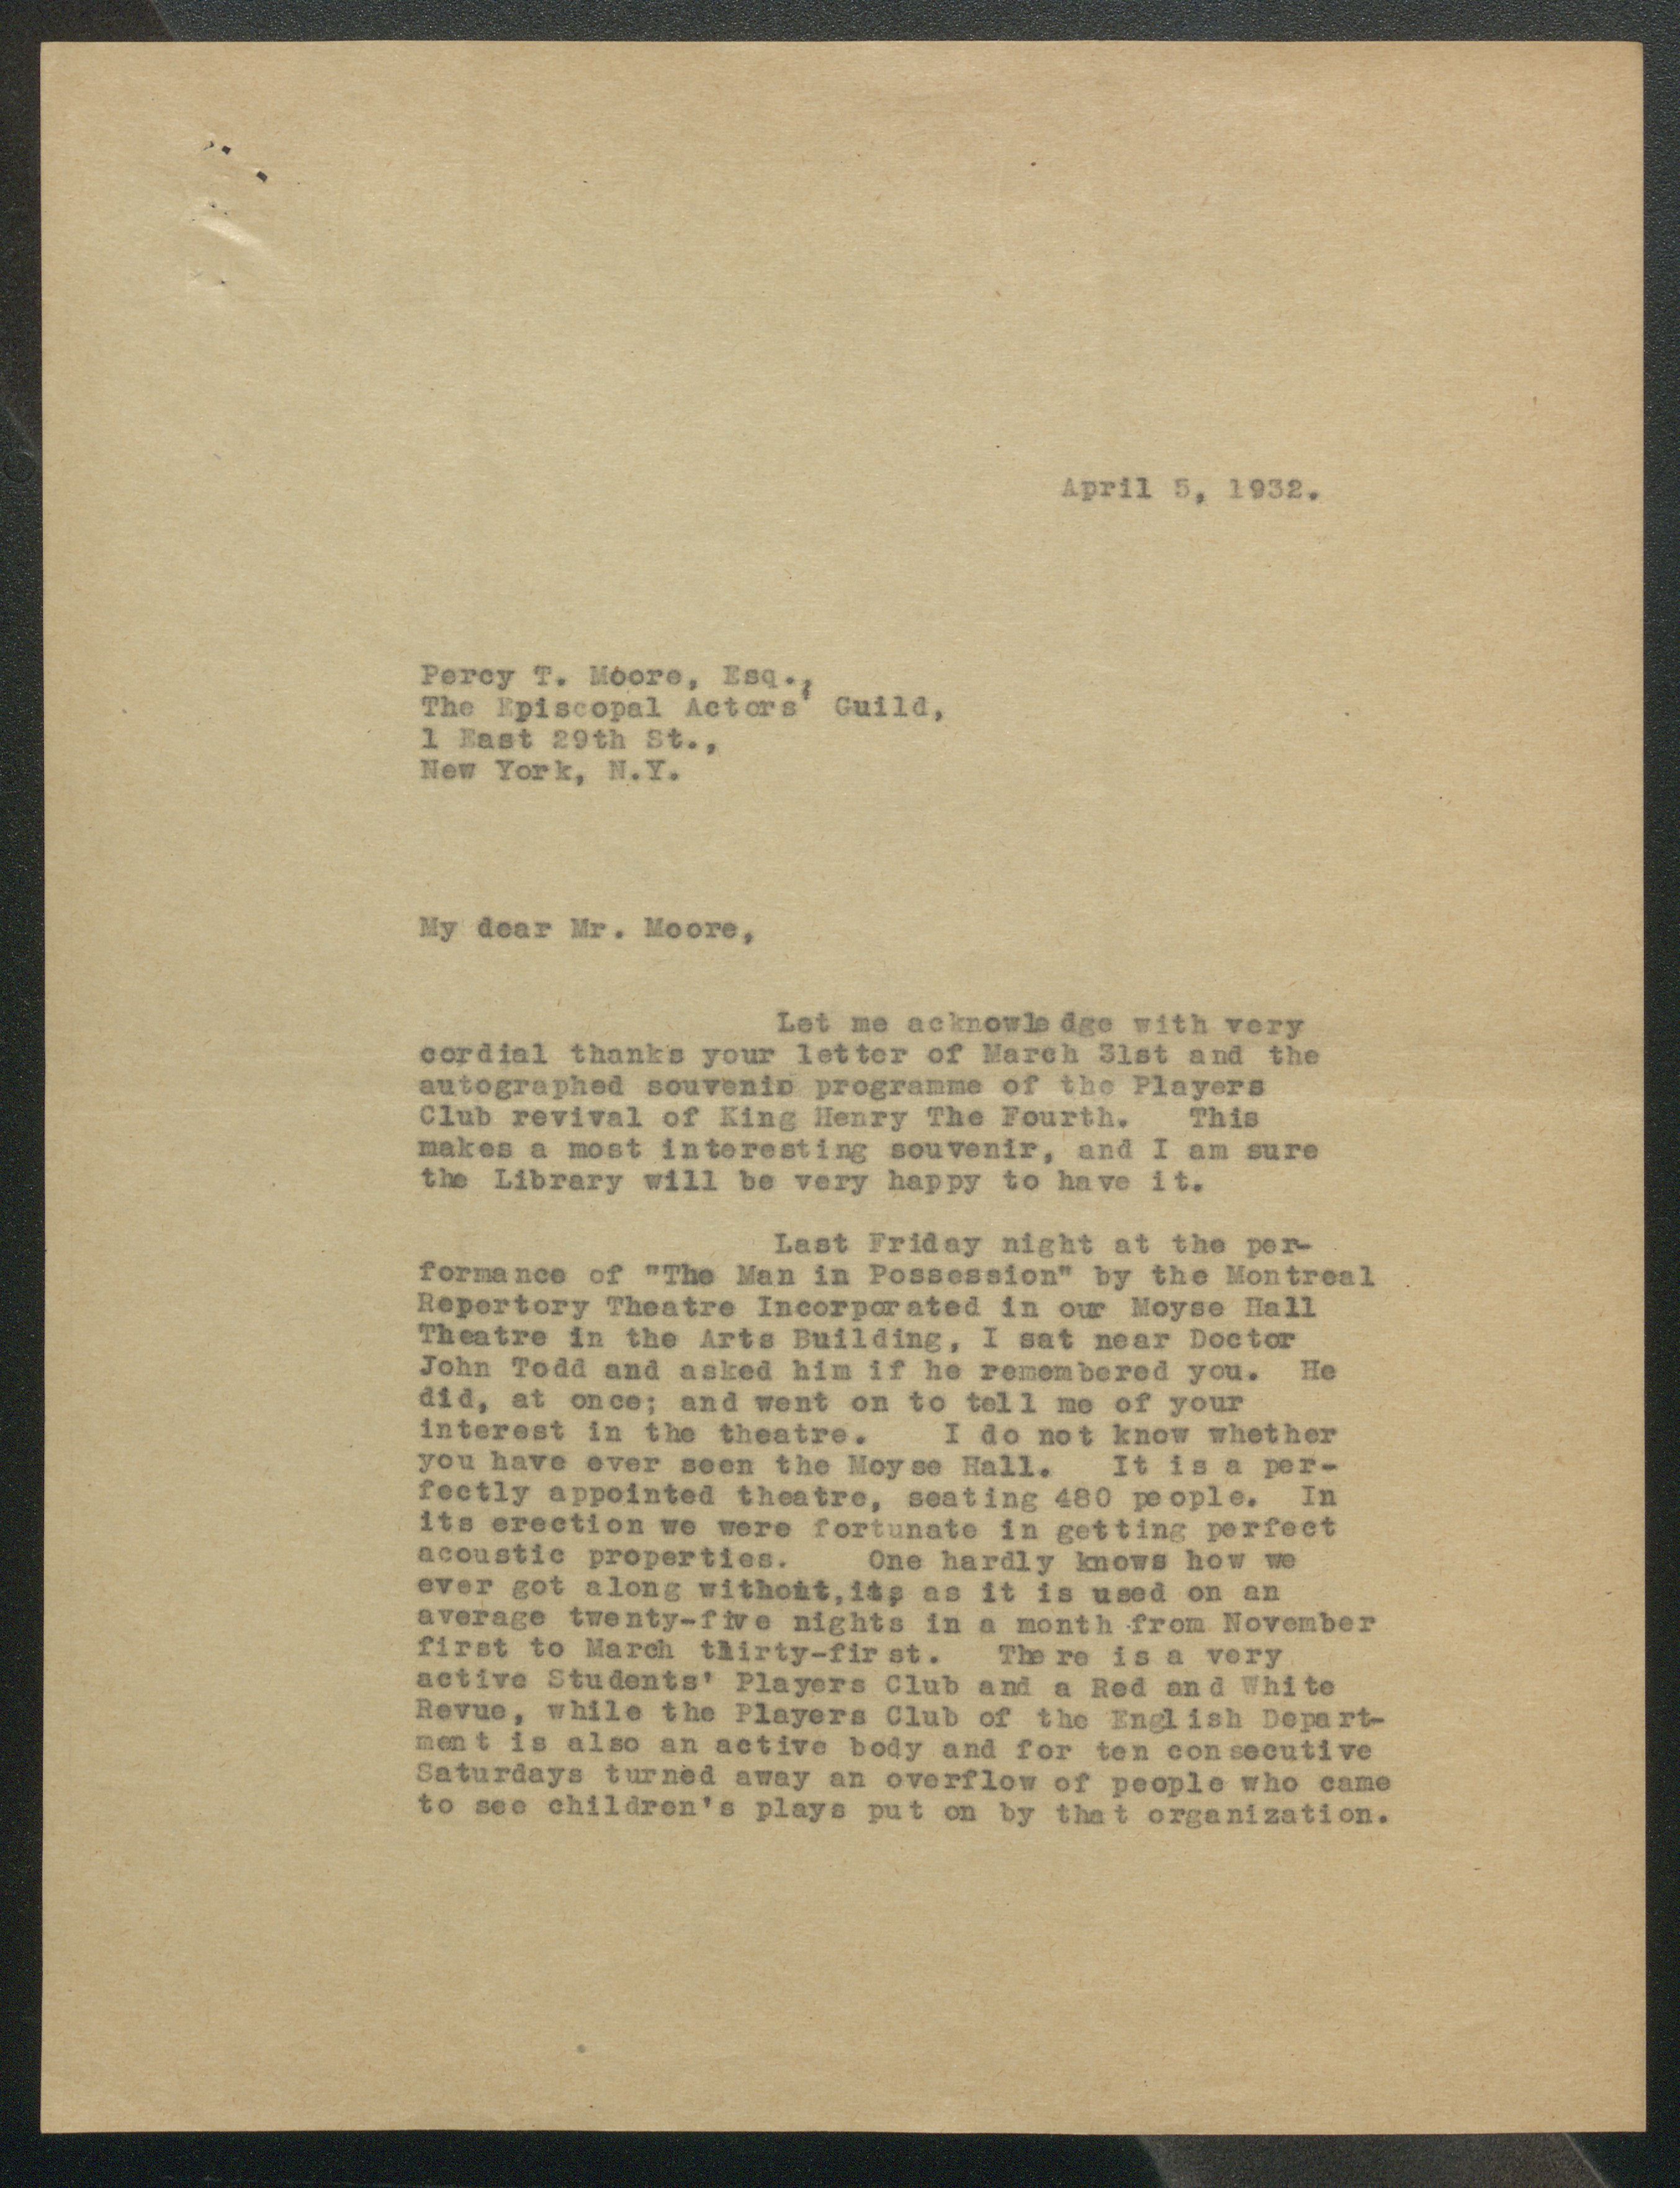 April 5, 1932.
Percy T. Moore, Esq.,
The Episcopal Actors' Guild,
1 East 29th St.,
New York, N.Y.
My dear Mr. Moore,
Let me acknowledge with very
cordial thanks your letter of March 31st and the
autographed souvenir programme of the Players
Club revival of King Henry The Fourth. This
makes a most interesting souvenir, and I am sure
the Library will be very happy to have it.
Last Friday night at the per-
formance of "The Man in Possession" by the Montreal
Repertory Theatre Incorporated in our Moyse Hall
Theatre in the Arts Building, I sat near Doctor
John Todd and asked him if he remembered you. He
did, at once; and went on to tell me of your
interest in the theatre. I do not know whether
you have ever seen the Moyse Hall. It is a per-
fectly appointed theatre, seating 480 people. In
its erection we were fortunate in getting perfect
acoustic properties. One hardly knows how we
ever got along without, it, as it is used on an
average twenty-five nights in a month from November
first to March thirty-first. There is a very
active Students' Players Club and a Red and White
Revue, while the Players Club of the English Depart-
ment is also an active body and for ten consecutive
Saturdays turned away an overflow of people who came
to see children's plays put on by that organization.